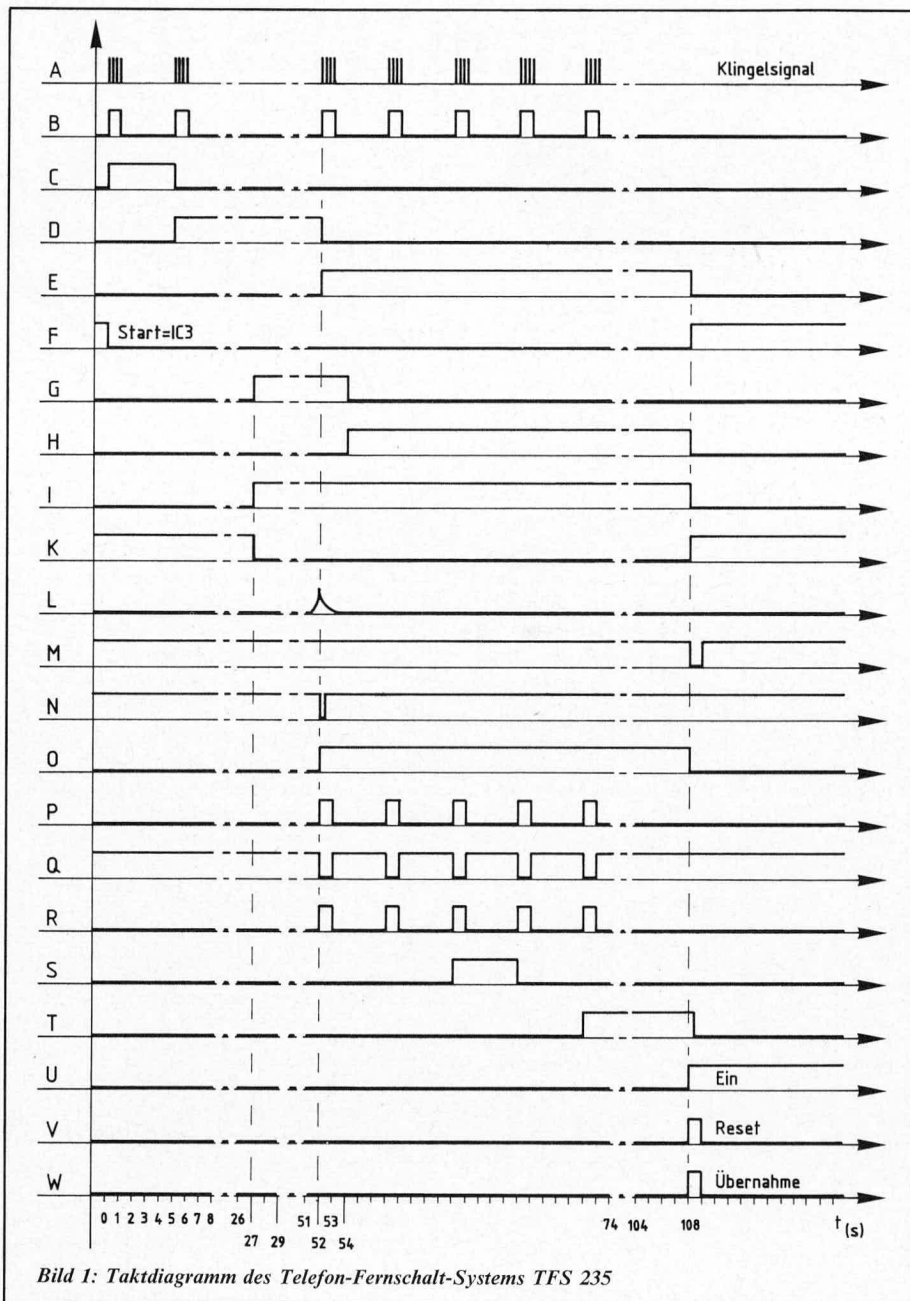 A Klingelsignal
B
C
D
E
F Start=IC3
G
H
I
K
L
M
N
O
P
Q
R
S
T
U Ein
V Reset
W Übernahme
0 1 2 3 4 5 6 7 8 26 51 53 74 104 108 t (s)
27 29 52 54
Bild 1: Taktdiagramm des Telefon-Fernschalt-Systems TFS 235